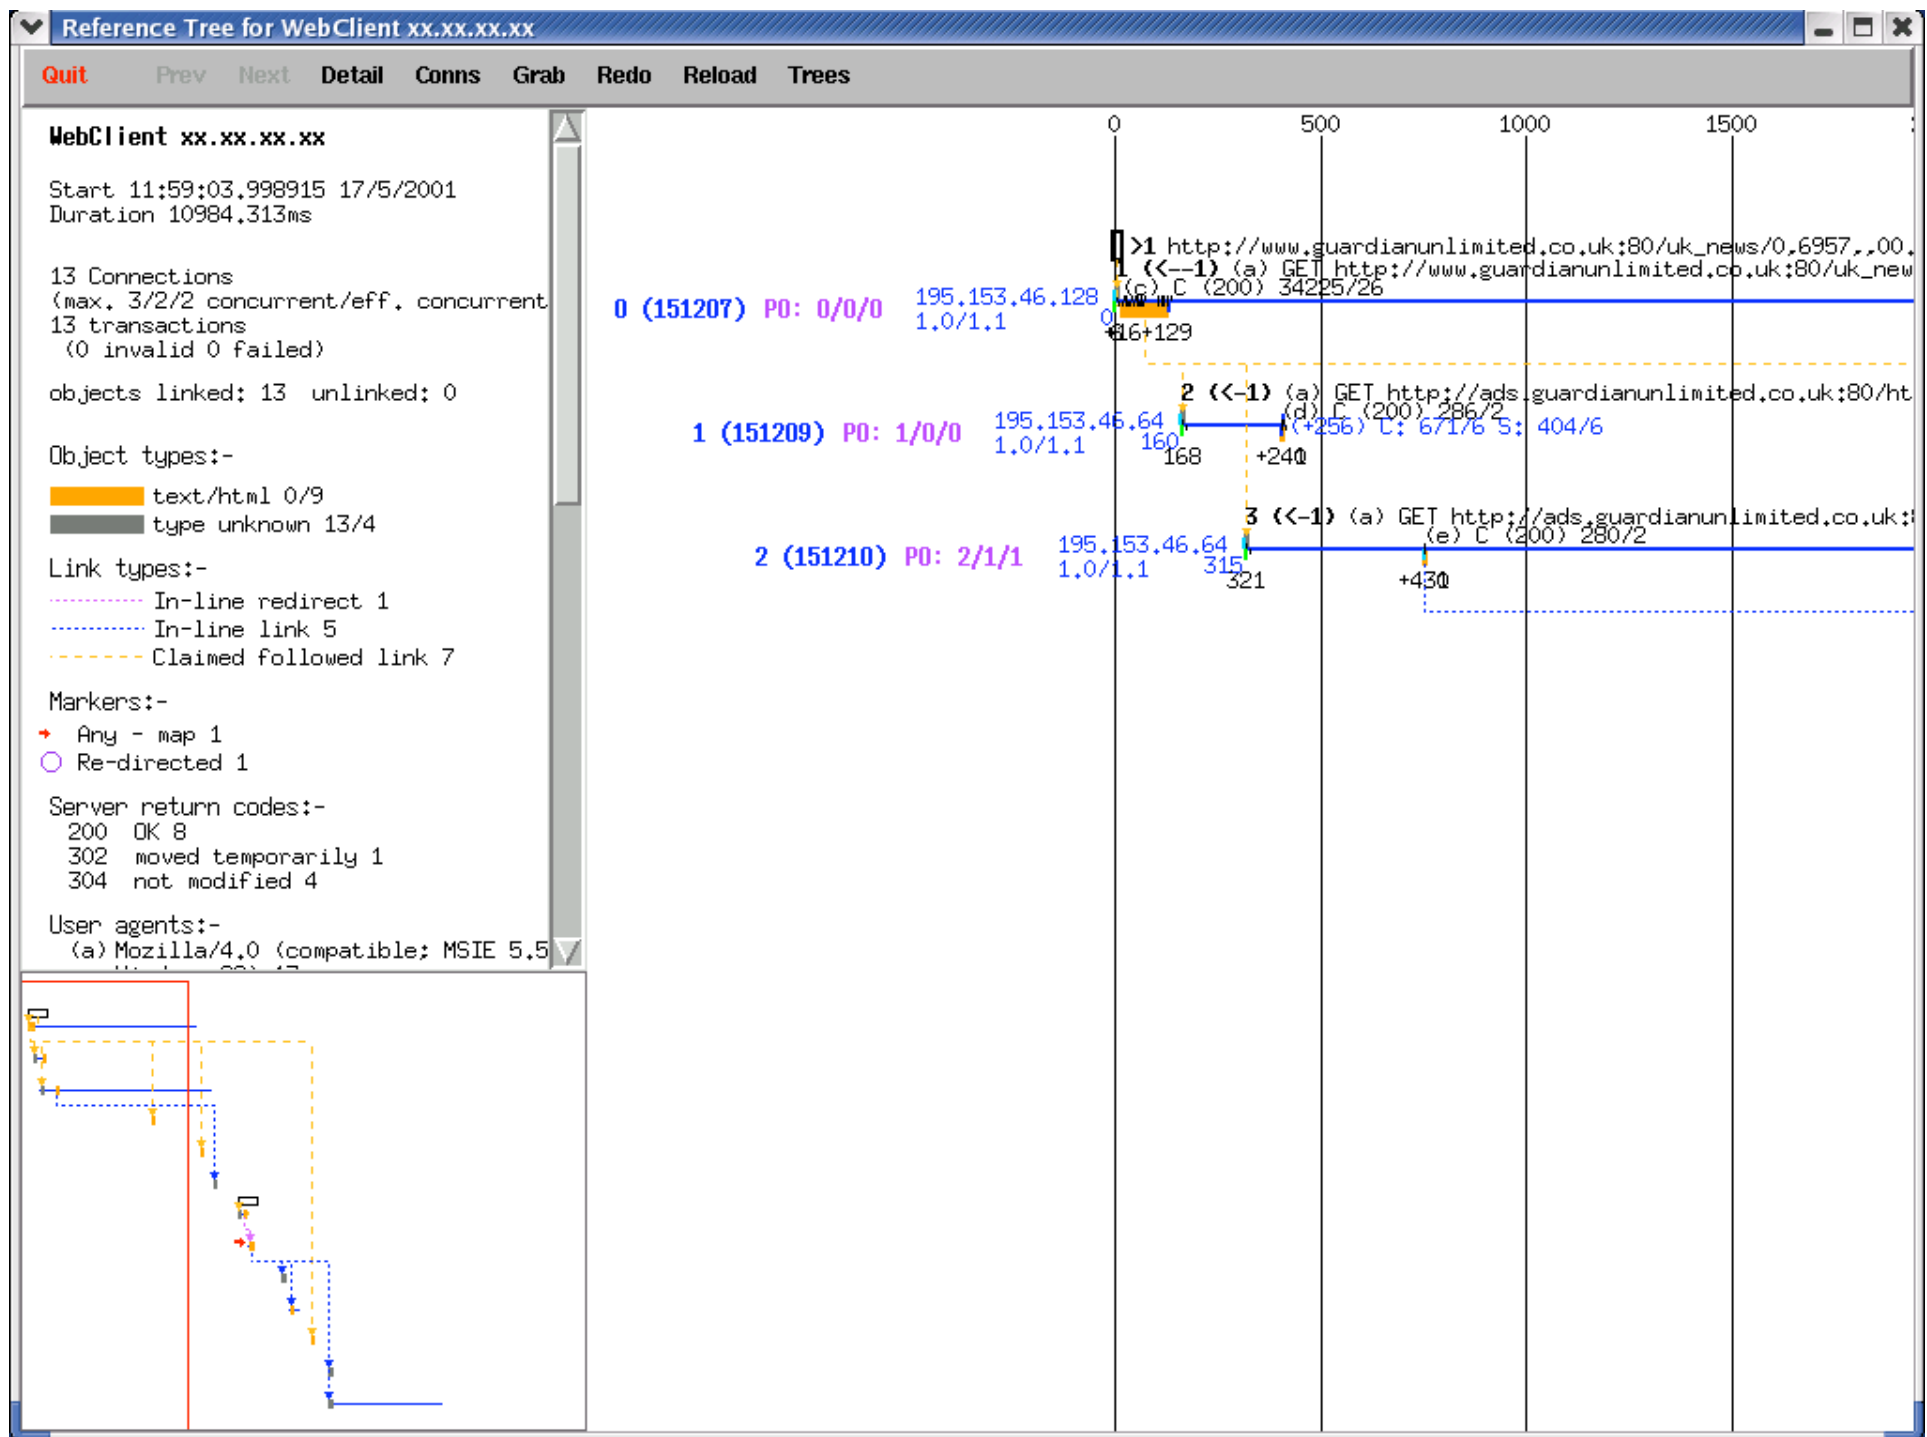 Reference Tree for WebClient xx.xx.xx.xx
Quit Prev Next Detail Conns Grab Redo Reload Trees
WebClient xx.xx.xx.xx
Start 11:59:03.998915 17/5/2001
Duration 10984.313ms
13 Connections
(max. 3/2/2 concurrent/eff. concurrent
13 transactions
(0 invalid 0 failed)
objects linked: 13 unlinked: 0
Object types:-
text/html 0/9
type unknown 13/4
Link types:-
In-line redirect 1
In-line link 5
Claimed followed link 7
Markers:-
Any - map 1
Re-directed 1
Server return codes:-
200 OK 8
302 moved temporarily 1
304 not modified 4
User agents:-
(a) Mozilla/4.0 (compatible; MSIE 5.5
0 500 1000 1500
>1 http://www.guardianunlimited.co.uk:80/uk_news/0,6957,,00.
1 (<--1) (a) GET http://www.guardianunlimited.co.uk:80/uk_new
(c) C (200) 34225/26
0 (151207) P0: 0/0/0 195.153.46.128
1.0/1.1 0
16+129
2 (<-1) (a) GET http://ads.guardianunlimited.co.uk:80/ht
(d) C (200) 286/2
1 (151209) P0: 1/0/0 195.153.46.64 (+256) C: 671/6 S: 404/6
1.0/1.1 160
168
3 (<-1) (a) GET http://ads.guardianunlimited.co.uk:
(e) C (200) 280/2
2 (151210) P0: 2/1/1 195.153.46.64
1.0/1.1 315
321